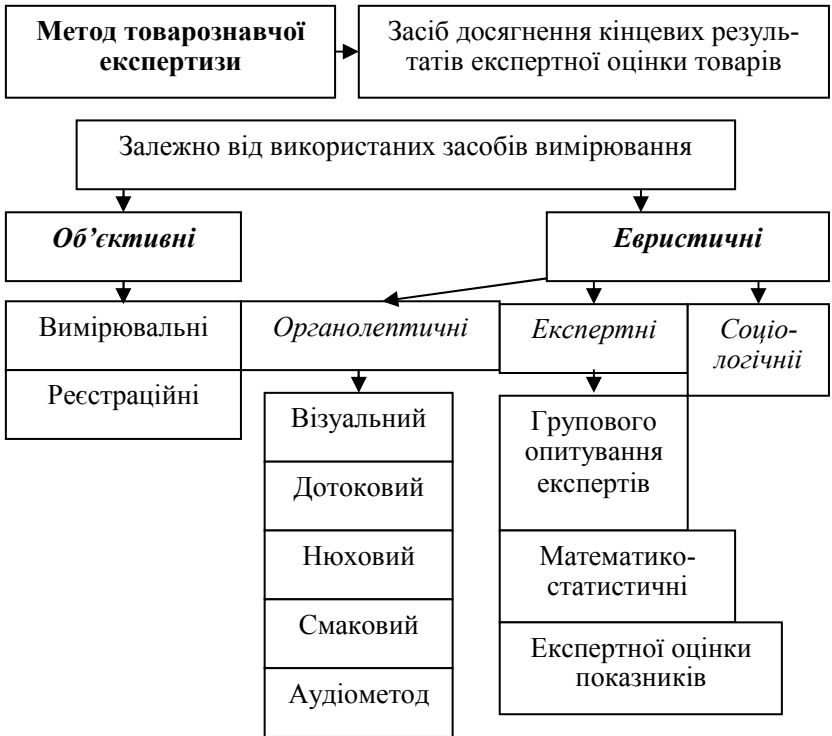 Метод товарознавчої
експертизи
Засіб досягнення кінцевих резуль-
татів експертної оцінки товарів
Залежно від використаних засобів вимірювання
Об’єктивні
Евристичні
Вимірювальні
Реєстраційні
Органолептичні
Експертні
Соціо-
логічніі
Візуальний
Дотоковий
Нюховий
Смаковий
Аудіометод
Групового
опитування
експертів
Математико-
статистичні
Експертної оцінки
показників